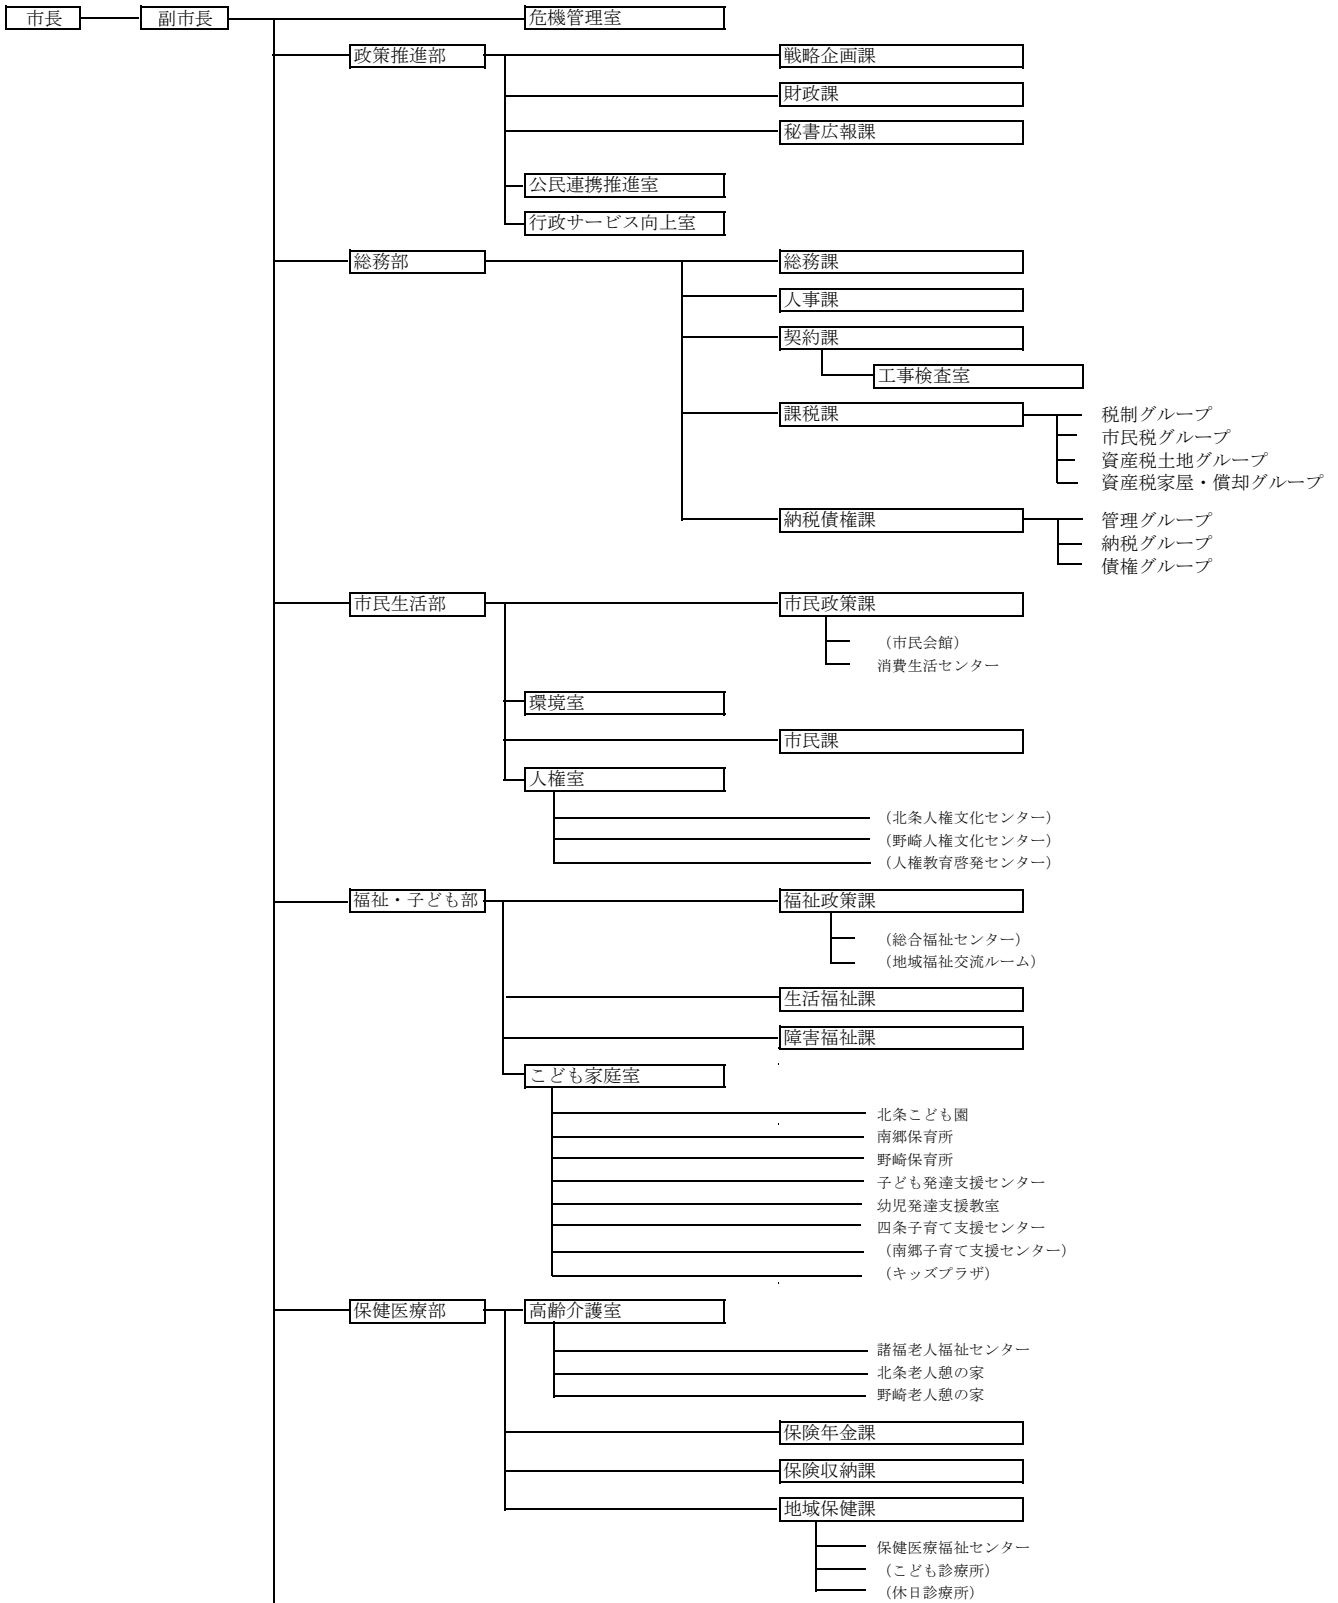 市長 副市長 危機管理室
政策推進部 戦略企画課
財政課
秘書広報課
公民連携推進室
行政サービス向上室
総務部 総務課
人事課
契約課
工事検査室
課税課 税制グループ
市民税グループ
資産税土地グループ
資産税家屋・償却グループ
納税債権課 管理グループ
納税グループ
債権グループ
市民生活部 市民政策課
（市民会館）
消費生活センター
環境室
市民課
人権室
（北条人権文化センター）
（野崎人権文化センター）
（人権教育啓発センター）
福祉・子ども部 福祉政策課
（総合福祉センター）
（地域福祉交流ルーム）
生活福祉課
障害福祉課
こども家庭室
北条こども園
南郷保育所
野崎保育所
子ども発達支援センター
幼児発達支援教室
四条子育て支援センター
（南郷子育て支援センター）
（キッズプラザ）
保健医療部 高齢介護室
諸福老人福祉センター
北条老人憩の家
野崎老人憩の家
保険年金課
保険収納課
地域保健課
保健医療福祉センター
（こども診療所）
（休日診療所）